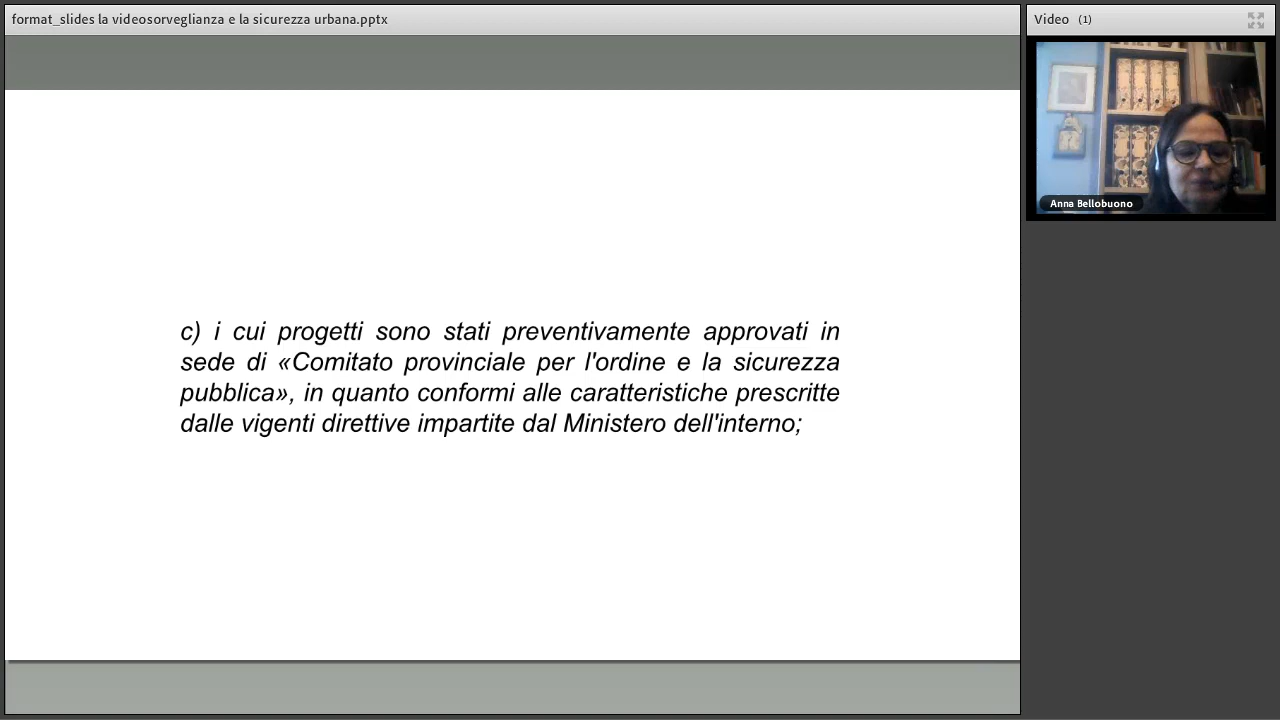 format_slides la videosorveglianza e la sicurezza urbana.pptx
Video (1)
Anna Bellobuono
c) i cui progetti sono stati preventivamente approvati in
sede di «Comitato provinciale per l'ordine e la sicurezza
pubblica», in quanto conformi alle caratteristiche prescritte
dalle vigenti direttive impartite dal Ministero dell'interno;